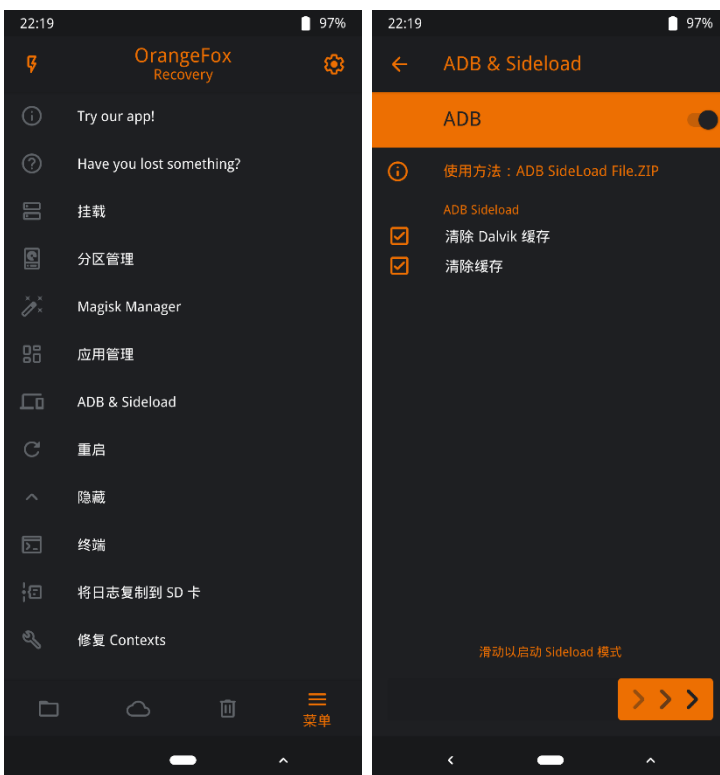 22:19
97%
OrangeFox
Recovery
Try our app!
Have you lost something?
挂载
分区管理
Magisk Manager
应用管理
ADB & Sideload
重启
隐藏
终端
将日志复制到 SD 卡
修复 Contexts
菜单
22:19
97%
ADB & Sideload
ADB
使用方法：ADB SideLoad File.ZIP
ADB Sideload
清除 Dalvik 缓存
清除缓存
滑动以启动 Sideload 模式